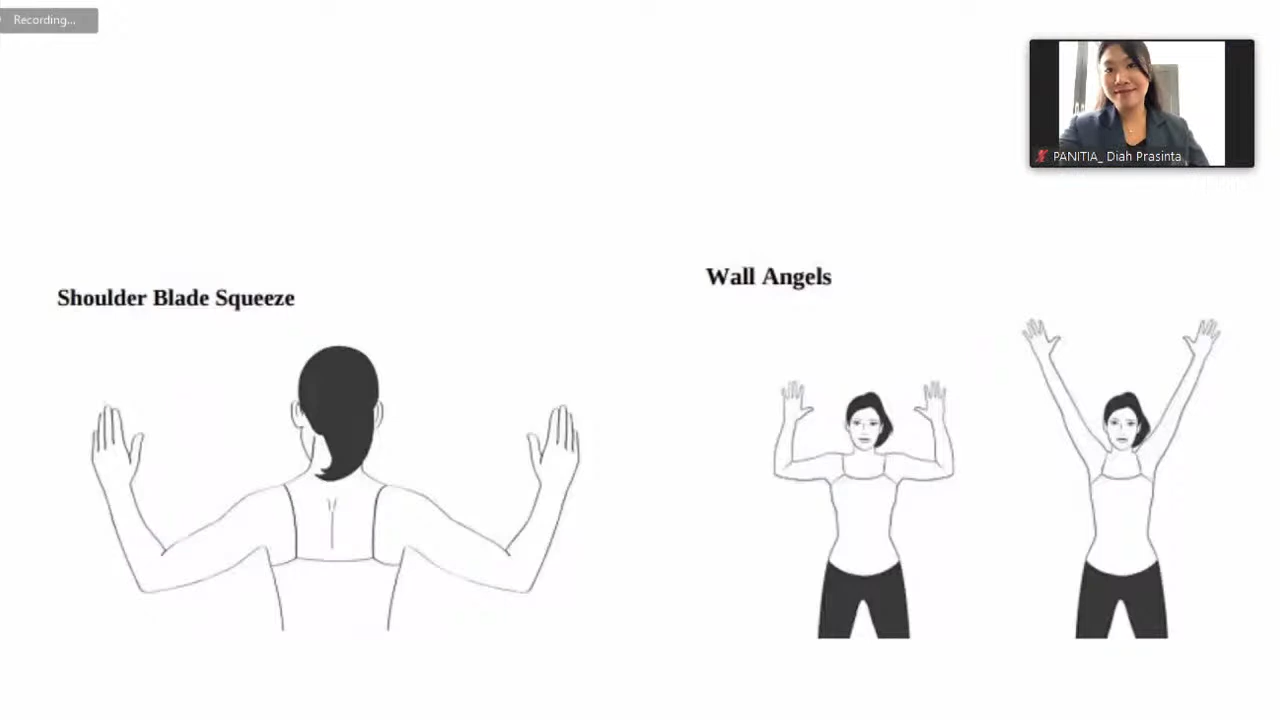 Recording...
PANITIA_ Diah Prasinta
Wall Angels
Shoulder Blade Squeeze